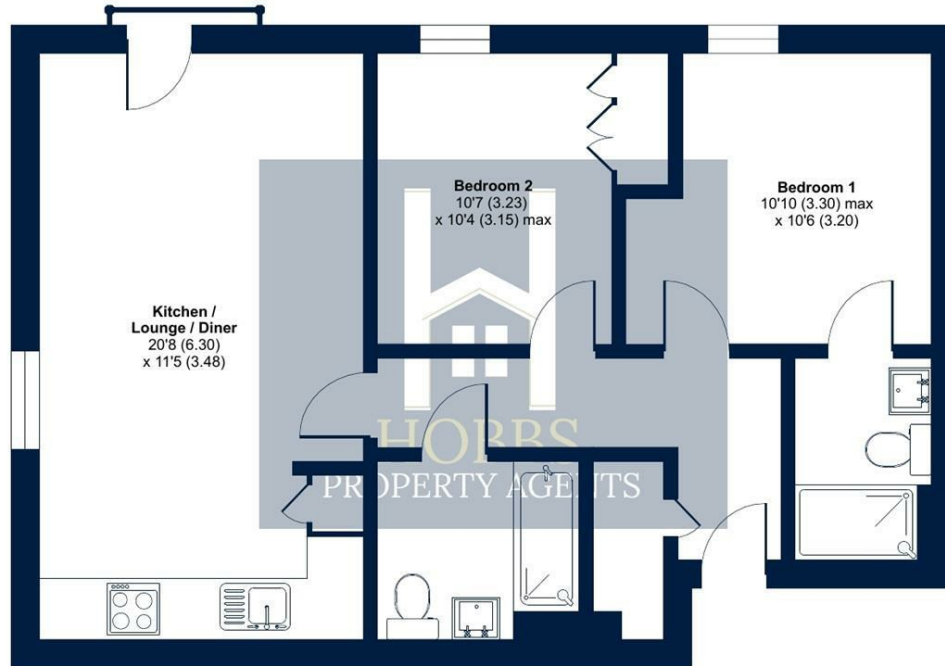 Bedroom 2
10'7 (3.23)
x 10'4 (3.15) max
Bedroom 1
10'10 (3.30) max
x 10'6 (3.20)
Kitchen /
Lounge / Diner
20'8 (6.30)
x 11'5 (3.48)
HOBBS
PROPERTY AGENTS